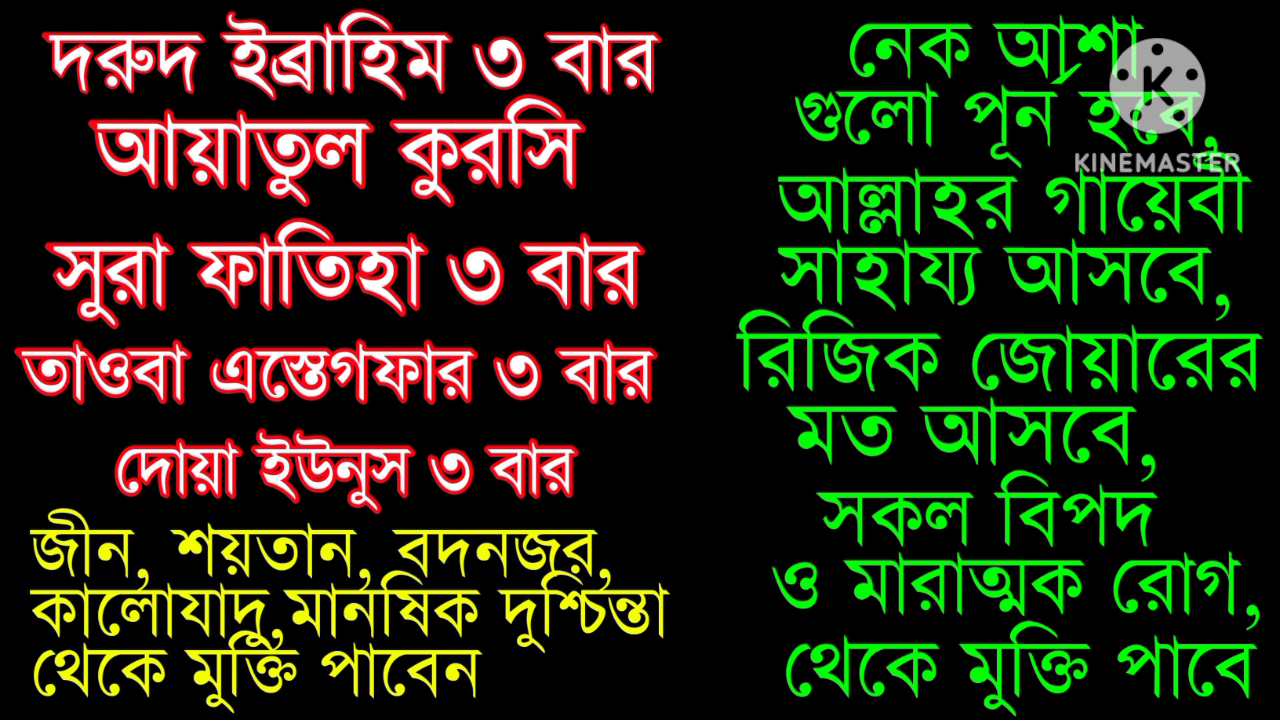 দরুদ ইব্রাহিম ৩ বার
আয়াতুল কুরসি
সুরা ফাতিহা ৩ বার
তাওবা এস্তেগফার ৩ বার
দোয়া ইউনুস ৩ বার
জীন, শয়তান, বদনজর,
কালোযাদু,মানষিক দুশ্চিন্তা
থেকে মুক্তি পাবেন
নেক আশা
গুলো পূর্ন হবে,
আল্লাহর গায়েবী
সাহায্য আসবে,
রিজিক জোয়ারের
মত আসবে,
সকল বিপদ
ও মারাত্মক রোগ,
থেকে মুক্তি পাবে
KINEMASTER